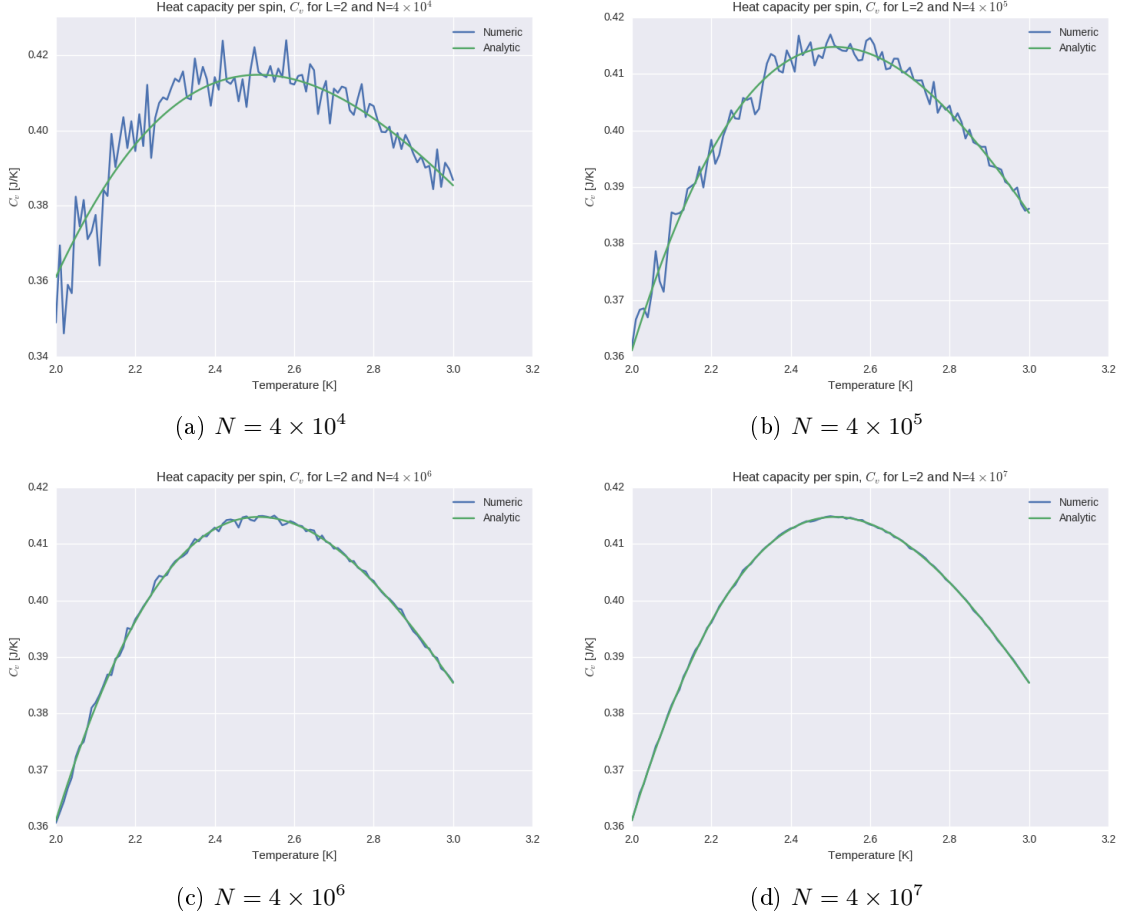 Heat capacity per spin, C_v for L=2 and N=4 × 10^4
Numeric
Analytic
0.42
0.40
0.38
0.36
0.34
C_v [J/K]
2.0 2.2 2.4 2.6 2.8 3.0 3.2
Temperature [K]
(a) N = 4 × 10^4
Heat capacity per spin, C_v for L=2 and N=4 × 10^5
Numeric
Analytic
0.42
0.41
0.40
0.39
0.38
0.37
0.36
C_v [J/K]
2.0 2.2 2.4 2.6 2.8 3.0 3.2
Temperature [K]
(b) N = 4 × 10^5
Heat capacity per spin, C_v for L=2 and N=4 × 10^6
Numeric
Analytic
0.42
0.41
0.40
0.39
0.38
0.37
0.36
C_v [J/K]
2.0 2.2 2.4 2.6 2.8 3.0 3.2
Temperature [K]
(c) N = 4 × 10^6
Heat capacity per spin, C_v for L=2 and N=4 × 10^7
Numeric
Analytic
0.42
0.41
0.40
0.39
0.38
0.37
0.36
C_v [J/K]
2.0 2.2 2.4 2.6 2.8 3.0 3.2
Temperature [K]
(d) N = 4 × 10^7